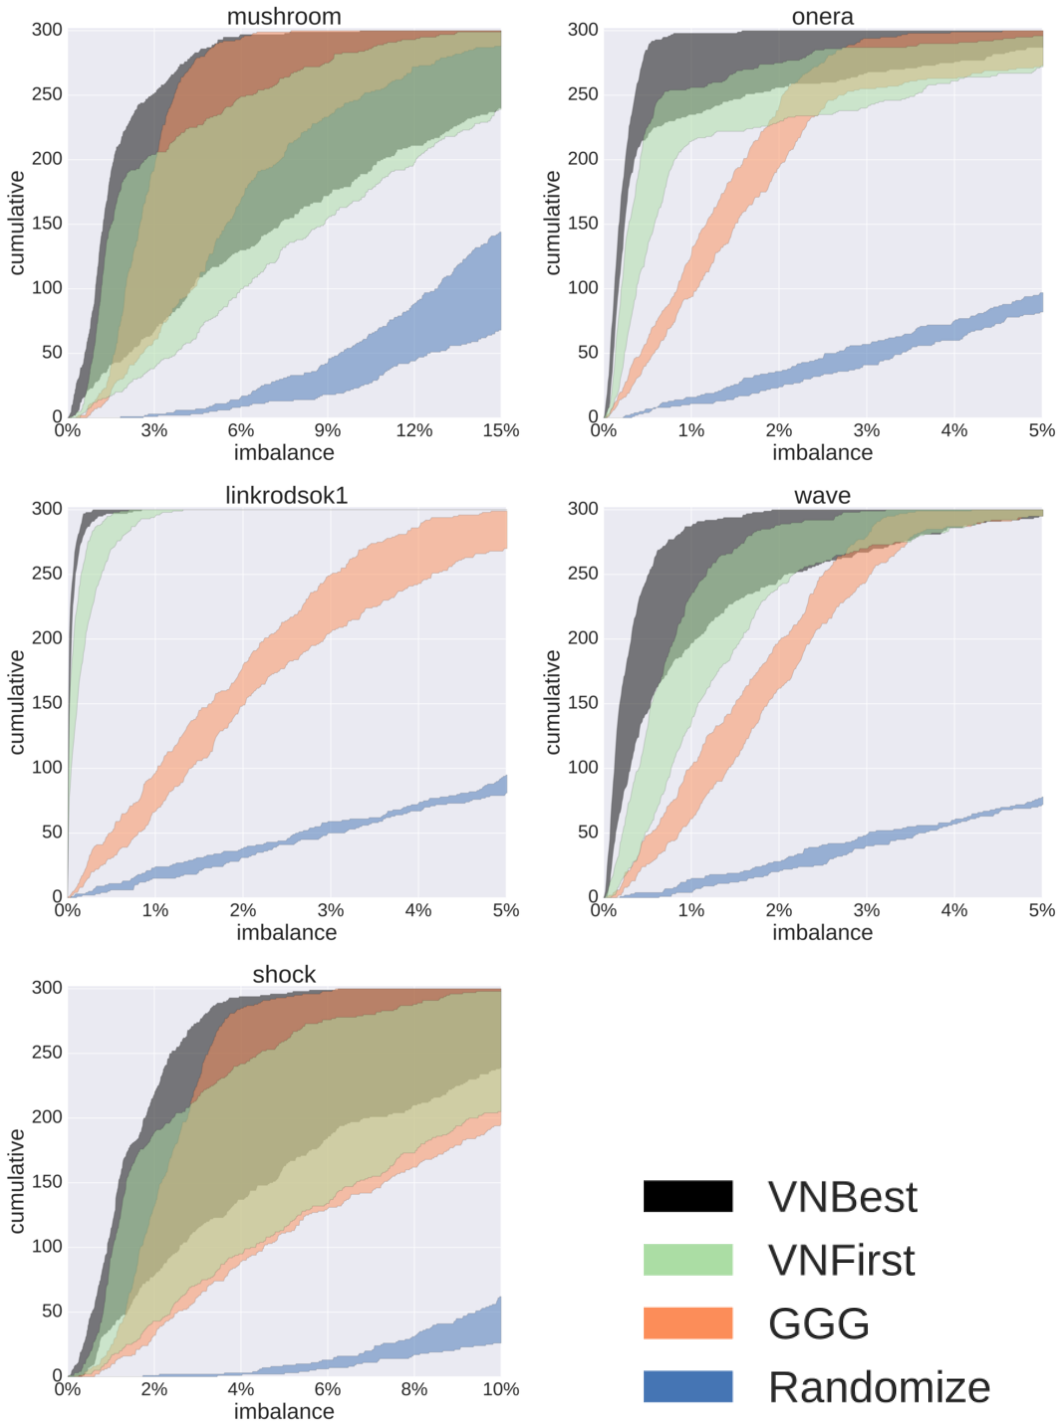 mushroom
300
250
200
150
100
50
0
cumulative
0% 3% 6% 9% 12% 15%
imbalance
onera
300
250
200
150
100
50
0
cumulative
0% 1% 2% 3% 4% 5%
imbalance
linkrodsok1
300
250
200
150
100
50
0
cumulative
0% 1% 2% 3% 4% 5%
imbalance
wave
300
250
200
150
100
50
0
cumulative
0% 1% 2% 3% 4% 5%
imbalance
shock
300
250
200
150
100
50
0
cumulative
0% 2% 4% 6% 8% 10%
imbalance
VNBest
VNFirst
GGG
Randomize